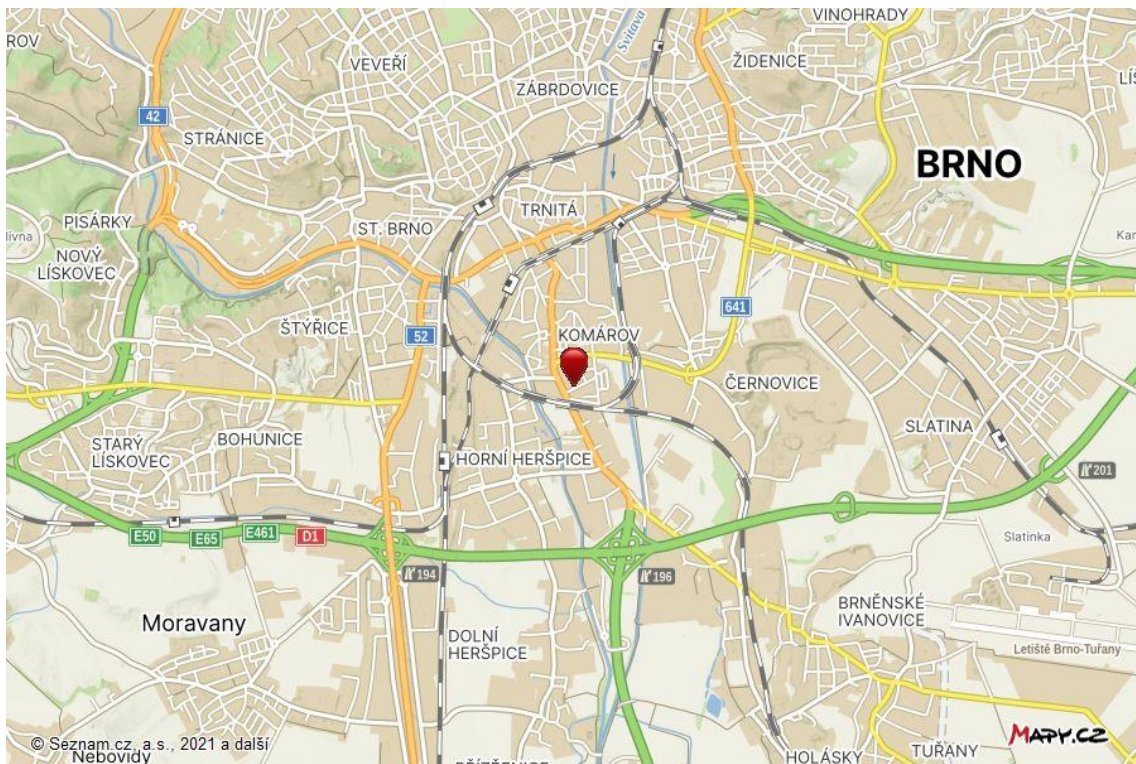 VINOHRADY
ROV
VEVEŘÍ
Svitava
ŽIDENICE
LÍŠ
ZÁBRDOVICE
42
STRÁNICE
BRNO
TRNITÁ
PISÁRKY
ST. BRNO
livna
Kar
NOVÝ
LÍSKOVEC
641
ŠTÝŘICE
52
KOMÁROV
ČERNOVICE
SLATINA
STARÝ
LÍSKOVEC
BOHUNICE
HORNÍ HERŠPICE
201
E50
E65
E461
D1
Slatinka
194
196
Moravany
BRNĚNSKÉ
IVANOVICE
DOLNÍ
HERŠPICE
Letiště Brno-Tuřany
© Seznam.cz, a.s., 2021 a další
MAPY.CZ
Nebovidy
PŘÍZŘENICE
HOLÁSKY
TUŘANY